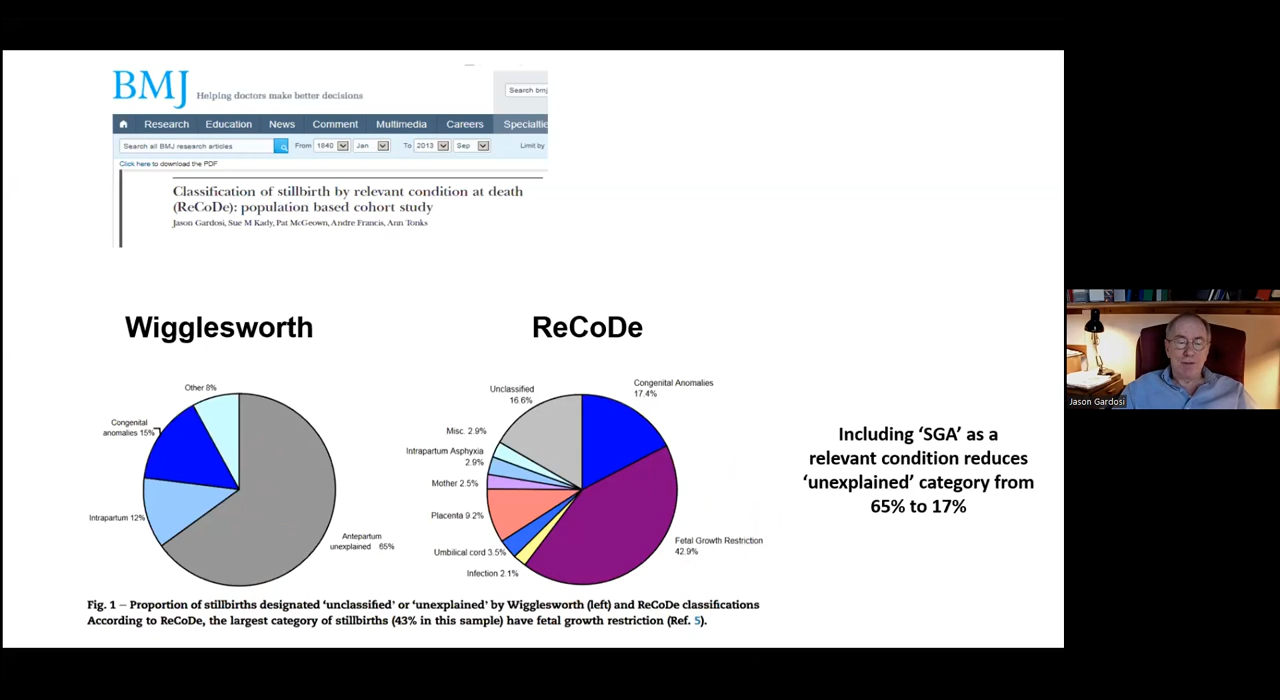 BMJ Helping doctors make better decisions
Search bmj
Research Education News Comment Multimedia Careers Specialtie
Search all BMJ research articles From 1840 Jan To 2013 Sep Limit by
Click here to download the PDF
Classification of stillbirth by relevant condition at death
(ReCoDe): population based cohort study
Jason Gardosi, Sue M Kady, Pat McGeown, Andre Francis, Ann Tonks
Wigglesworth
Other 8%
Congenital
anomalies 15%
Intrapartum 12%
Antepartum
unexplained 65%
ReCoDe
Unclassified
16.6%
Congenital Anomalies
17.4%
Misc. 2.9%
Intrapartum Asphyxia
2.9%
Mother 2.5%
Placenta 9.2%
Umbilical cord 3.5%
Infection 2.1%
Fetal Growth Restriction
42.9%
Including ‘SGA’ as a
relevant condition reduces
‘unexplained’ category from
65% to 17%
Fig. 1 – Proportion of stillbirths designated ‘unclassified’ or ‘unexplained’ by Wigglesworth (left) and ReCoDe classifications
According to ReCoDe, the largest category of stillbirths (43% in this sample) have fetal growth restriction (Ref. 5).
Jason Gardosi